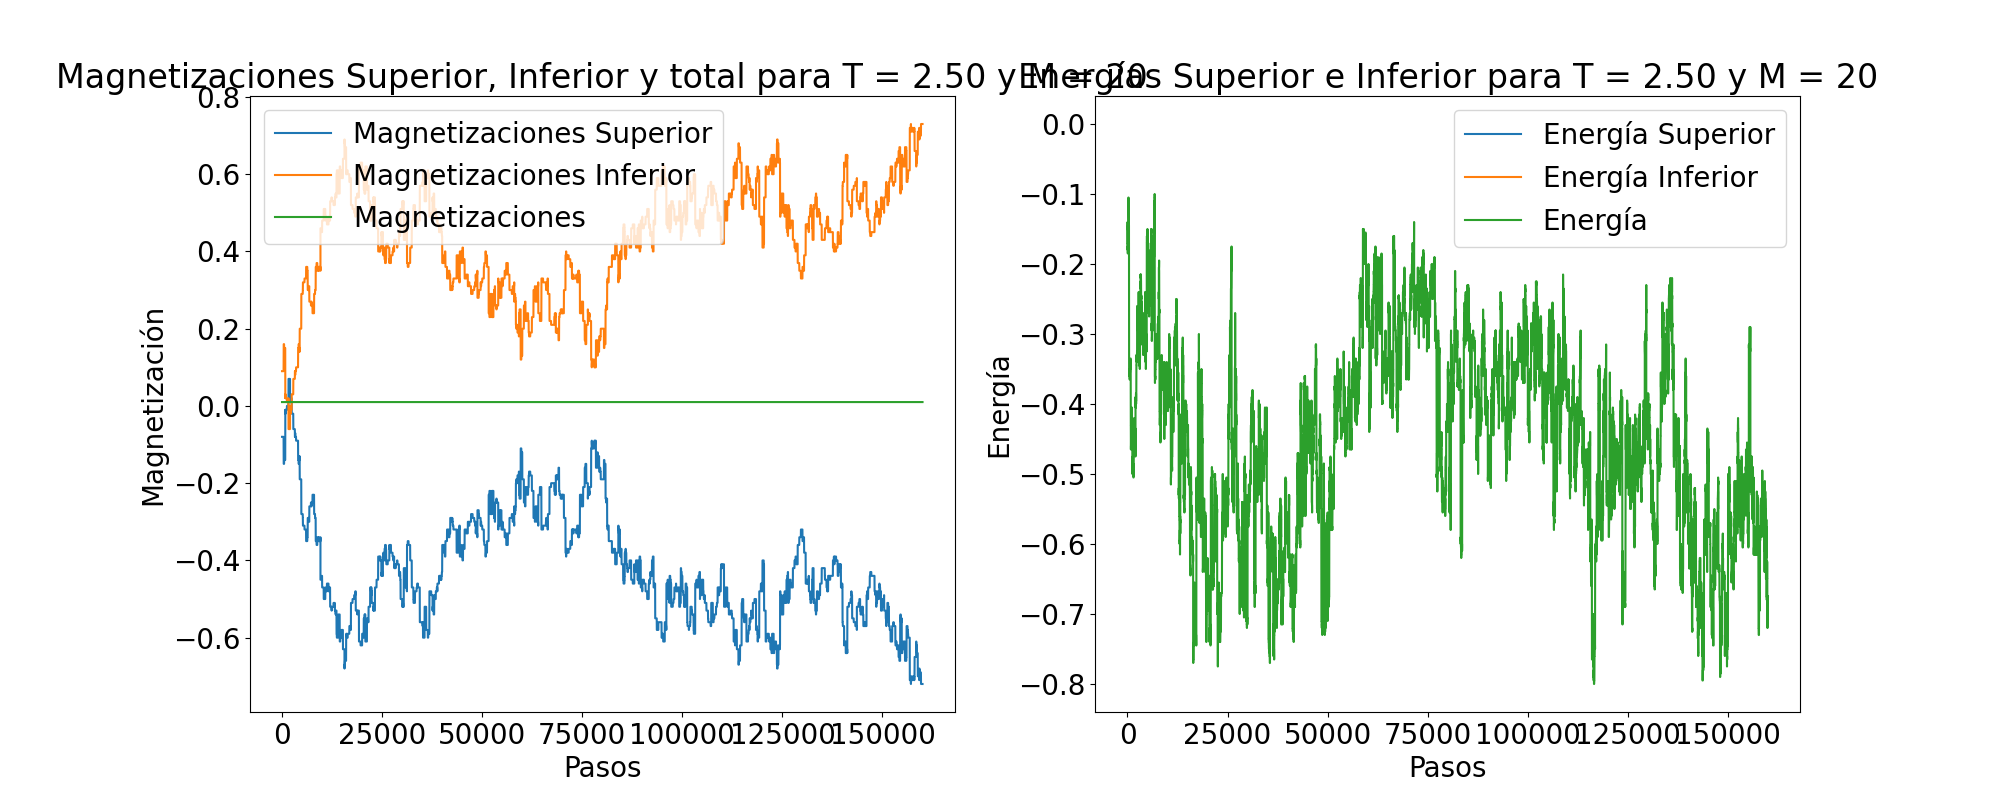 Magnetizaciones Superior, Inferior y total para T = 2.50 y M = 20
Energías Superior e Inferior para T = 2.50 y M = 20
Magnetizaciones Superior
Magnetizaciones Inferior
Magnetizaciones
Magnetización
0.8
0.6
0.4
0.2
0.0
−0.2
−0.4
−0.6
0 25000 50000 75000 100000 125000 150000
Pasos
Energía Superior
Energía Inferior
Energía
Energía
0.0
−0.1
−0.2
−0.3
−0.4
−0.5
−0.6
−0.7
−0.8
0 25000 50000 75000 100000 125000 150000
Pasos